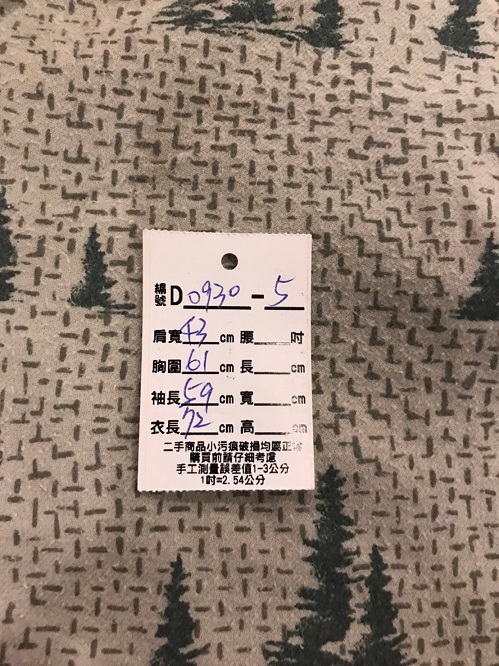 編號 D 0930 - 5
肩寬 43 cm 腰 吋
胸圍 61 cm 長 cm
袖長 59 cm 寬 cm
衣長 72 cm 高 cm
二手商品小污痕破損均屬正常
購買前請仔細考慮
手工測量誤差值1-3公分
1吋=2.54公分